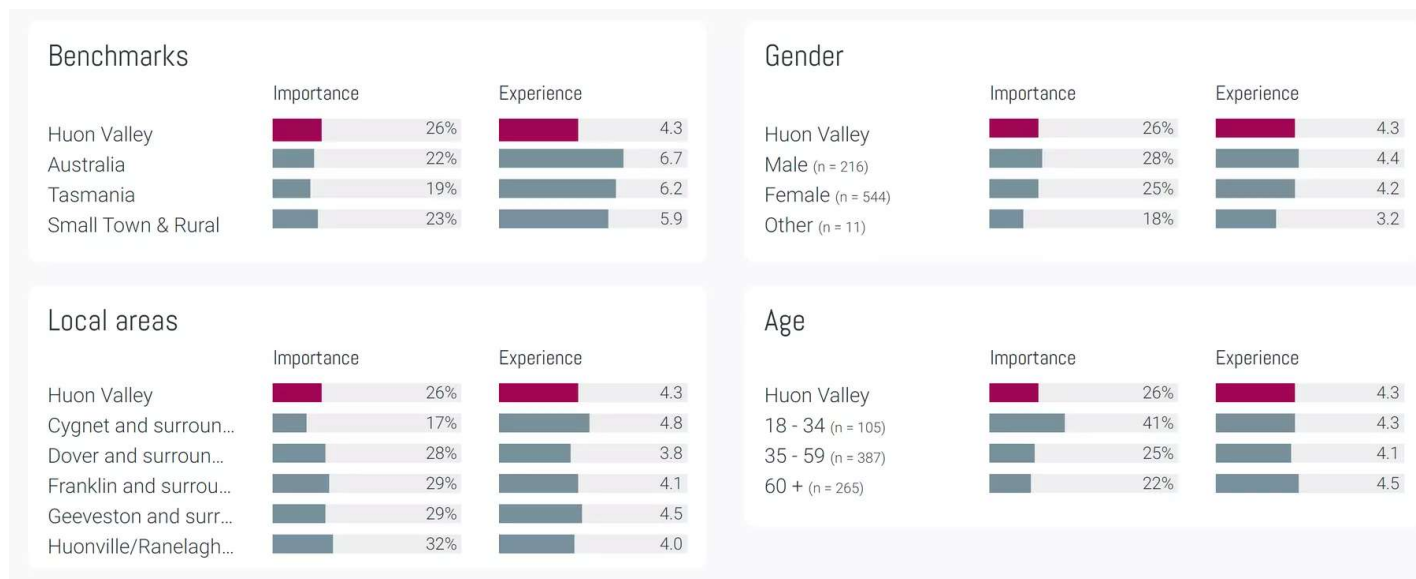 Benchmarks
Importance Experience
Huon Valley 26% 4.3
Australia 22% 6.7
Tasmania 19% 6.2
Small Town & Rural 23% 5.9
Gender
Importance Experience
Huon Valley 26% 4.3
Male (n = 216) 28% 4.4
Female (n = 544) 25% 4.2
Other (n = 11) 18% 3.2
Local areas
Importance Experience
Huon Valley 26% 4.3
Cygnet and surroun... 17% 4.8
Dover and surroun... 28% 3.8
Franklin and surrou... 29% 4.1
Geeveston and surr... 29% 4.5
Huonville/Ranelagh... 32% 4.0
Age
Importance Experience
Huon Valley 26% 4.3
18 - 34 (n = 105) 41% 4.3
35 - 59 (n = 387) 25% 4.1
60 + (n = 265) 22% 4.5